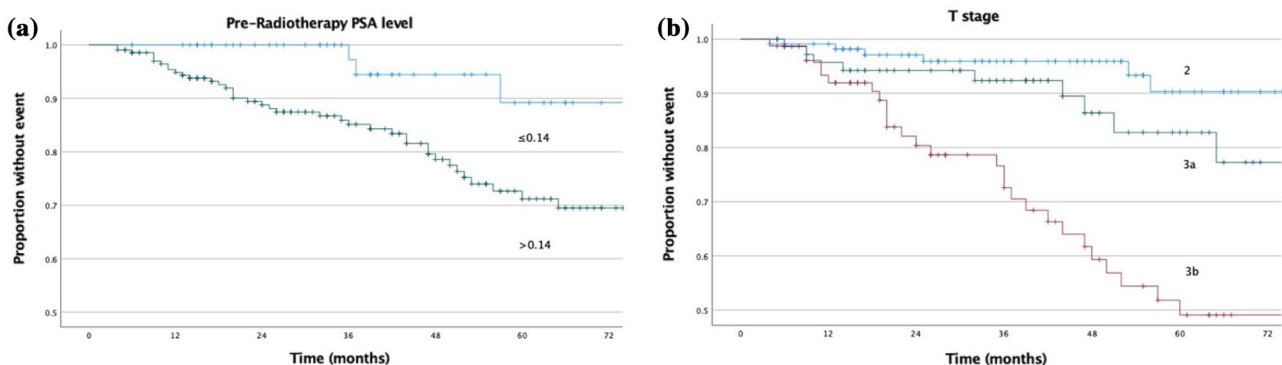 (a)
Pre-Radiotherapy PSA level
Proportion without event
1.0
0.9
0.8
0.7
0.6
0.5
≤0.14
>0.14
0 12 24 36 48 60 72
Time (months)
(b)
T stage
Proportion without event
1.0
0.9
0.8
0.7
0.6
0.5
2
3a
3b
0 12 24 36 48 60 72
Time (months)